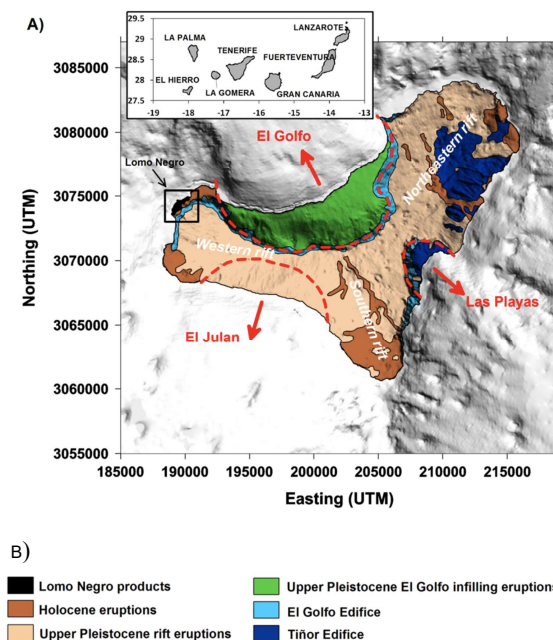 A)
29.5
29
28.5
28
27.5
-19 -18 -17 -16 -15 -14 -13
LANZAROTE
LA PALMA
TENERIFE
FUERTEVENTURA
EL HIERRO
LA GOMERA
GRAN CANARIA
3085000
3080000
3075000
3070000
3065000
3060000
3055000
Northing (UTM)
El Golfo
Lomo Negro
Northeastern rift
Western rift
Southern rift
Las Playas
El Julan
185000 190000 195000 200000 205000 210000 215000
Easting (UTM)
B)
Lomo Negro products
Holocene eruptions
Upper Pleistocene rift eruptions
Upper Pleistocene El Golfo infilling eruptions
El Golfo Edifice
Tiñor Edifice